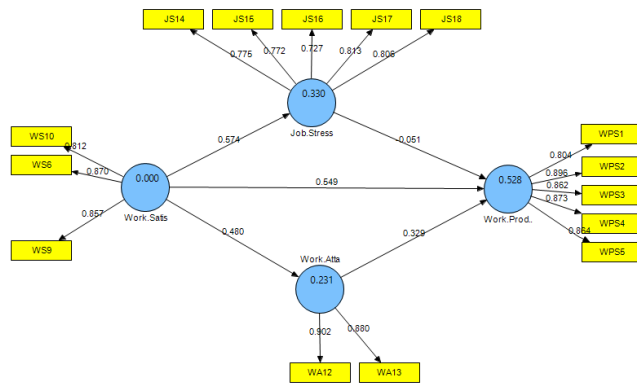 JS14
JS15
JS16
JS17
JS18
0.775
0.772
0.727
0.813
0.806
0.330
Job.Stress
WS10
WS6
WS9
0.812
0.870
0.857
0.000
Work.Satis
0.574
-0.051
0.549
0.480
0.329
0.528
Work.Prod..
WPS1
WPS2
WPS3
WPS4
WPS5
0.804
0.896
0.862
0.873
0.864
Work.Atta
0.231
0.902
0.880
WA12
WA13